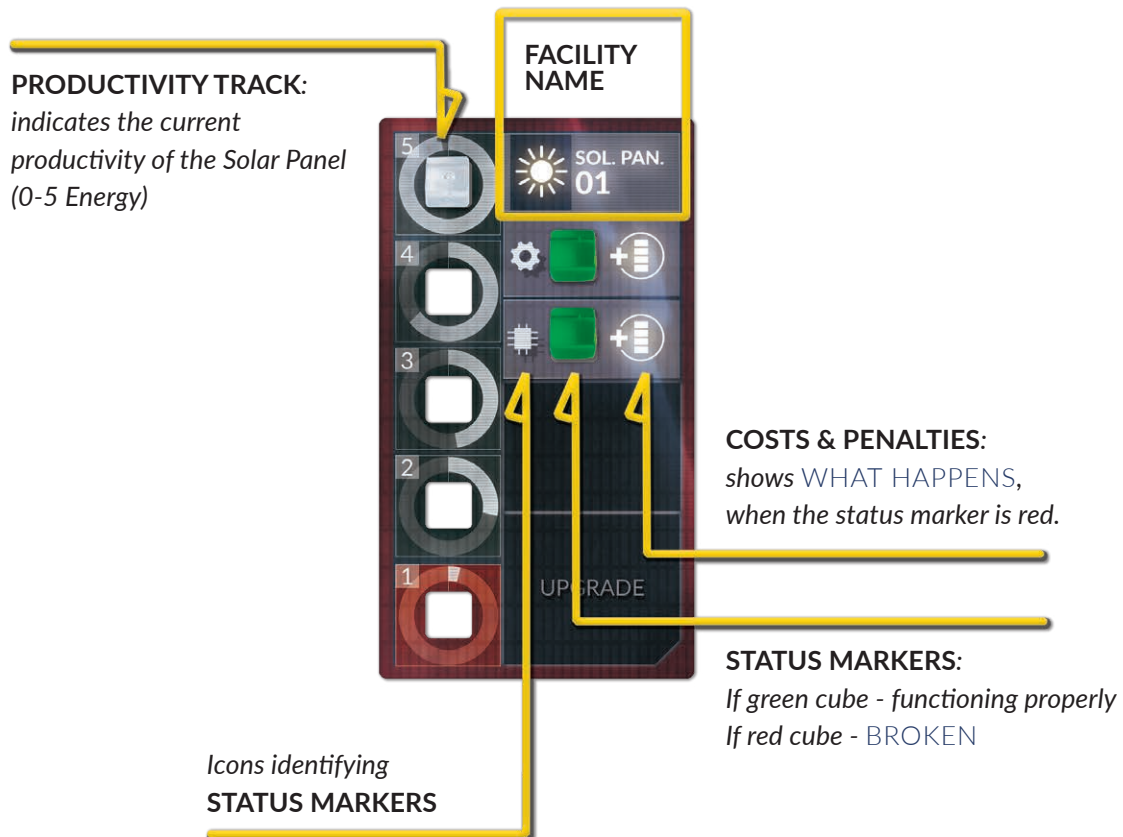 PRODUCTIVITY TRACK:
indicates the current
productivity of the Solar Panel
(0-5 Energy)
FACILITY
NAME
5
SOL. PAN.
01
4
+
3
+
2
1
UPGRADE
COSTS & PENALTIES:
shows WHAT HAPPENS,
when the status marker is red.
STATUS MARKERS:
If green cube - functioning properly
If red cube - BROKEN
Icons identifying
STATUS MARKERS